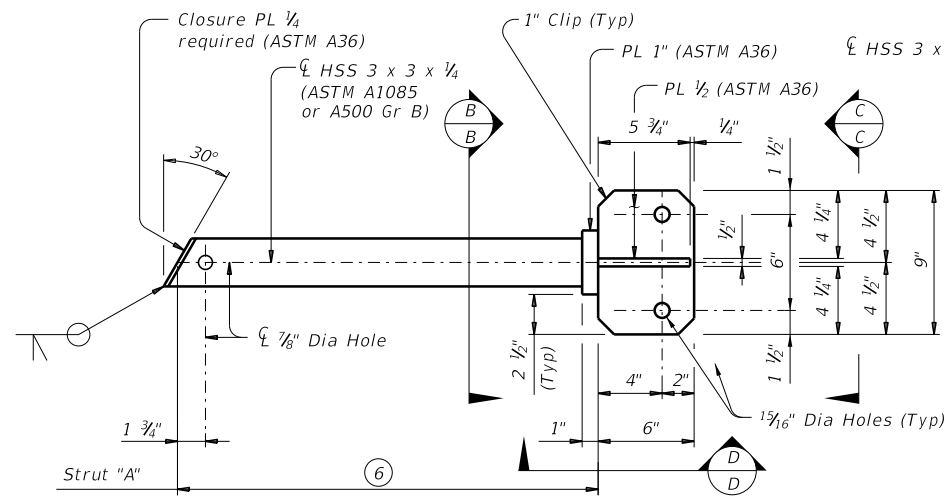 Closure PL ¼
required (ASTM A36)
1" Clip (Typ)
℄ HSS 3 x
PL 1" (ASTM A36)
℄ HSS 3 x 3 x ¼
(ASTM A1085
or A500 Gr B)
PL ½ (ASTM A36)
B
B
C
C
5 ¾"
¼"
1 ½"
30°
½"
6"
4 ¼"
4 ½"
9"
4 ¼"
4 ½"
1 ½"
℄ ⅞" Dia Hole
2 ½"
(Typ)
4"
2"
15/16" Dia Holes (Typ)
1 ¾"
1"
6"
D
D
Strut "A"
6